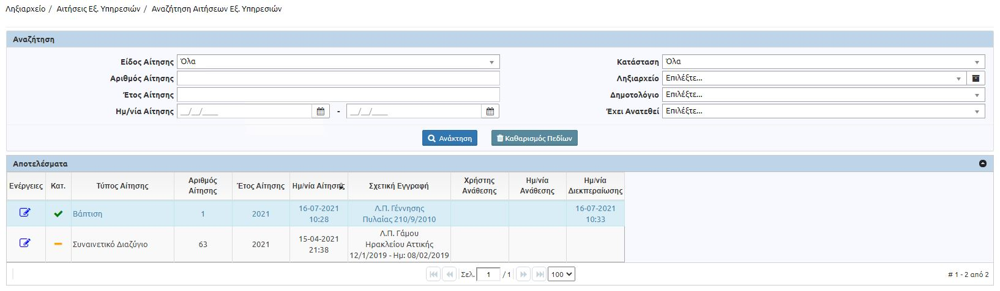 Ληξιαρχείο / Αιτήσεις Εξ. Υπηρεσιών / Αναζήτηση Αιτήσεων Εξ. Υπηρεσιών
Αναζήτηση
Είδος Αίτησης Όλα
Κατάσταση Όλα
Αριθμός Αίτησης
Ληξιαρχείο Επιλέξτε...
Έτος Αίτησης
Δημοτολόγιο Επιλέξτε...
Ημ/νία Αίτησης __/__/____ - __/__/____
Έχει Ανατεθεί Επιλέξτε...
Ανάκτηση
Καθαρισμός Πεδίων
Αποτελέσματα
Ενέργειες
Κατ.
Τύπος Αίτησης
Αριθμός
Αίτησης
Έτος Αίτησης
Ημ/νία Αίτησης
Σχετική Εγγραφή
Χρήστης
Ανάθεσης
Ημ/νία
Ανάθεσης
Ημ/νία
Διεκπεραίωσης
Βάπτιση
1
2021
16-07-2021
10:28
Λ.Π. Γέννησης
Πυλαίας 210/9/2010
16-07-2021
10:33
Συναινετικό Διαζύγιο
63
2021
15-04-2021
21:38
Λ.Π. Γάμου
Ηρακλείου Αττικής
12/1/2019 - Ημ: 08/02/2019
Σελ. 1 / 1 100
# 1 - 2 από 2